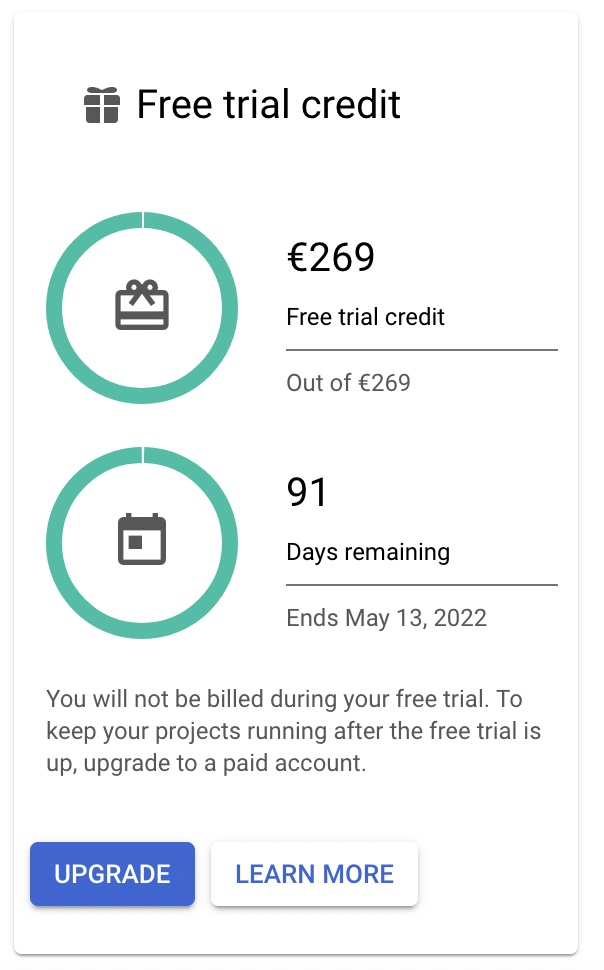 Free trial credit
€269
Free trial credit
Out of €269
91
Days remaining
Ends May 13, 2022
You will not be billed during your free trial. To
keep your projects running after the free trial is
up, upgrade to a paid account.
UPGRADE
LEARN MORE